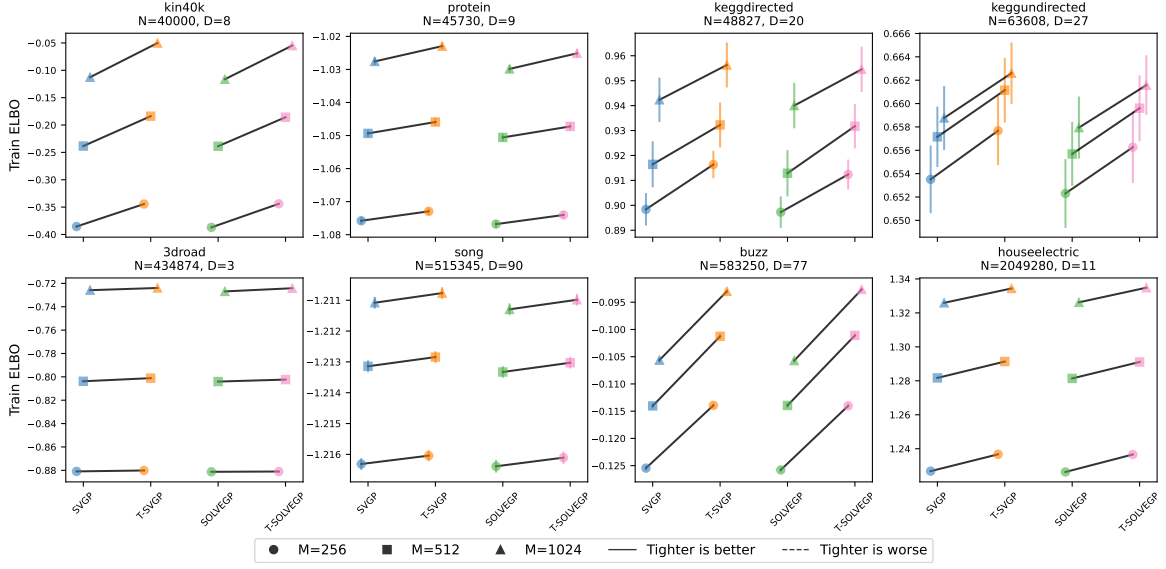 kin40k
N=40000, D=8
protein
N=45730, D=9
keggdirected
N=48827, D=20
keggundirected
N=63608, D=27
Train ELBO
−0.05
−0.10
−0.15
−0.20
−0.25
−0.30
−0.35
−0.40
−1.02
−1.03
−1.04
−1.05
−1.06
−1.07
−1.08
0.96
0.95
0.94
0.93
0.92
0.91
0.90
0.89
0.666
0.664
0.662
0.660
0.658
0.656
0.654
0.652
0.650
3droad
N=434874, D=3
song
N=515345, D=90
buzz
N=583250, D=77
houseelectric
N=2049280, D=11
Train ELBO
−0.72
−0.74
−0.76
−0.78
−0.80
−0.82
−0.84
−0.86
−0.88
−1.211
−1.212
−1.213
−1.214
−1.215
−1.216
−0.095
−0.100
−0.105
−0.110
−0.115
−0.120
−0.125
1.34
1.32
1.30
1.28
1.26
1.24
SVGP
T-SVGP
SOLVEGP
T-SOLVEGP
SVGP
T-SVGP
SOLVEGP
T-SOLVEGP
SVGP
T-SVGP
SOLVEGP
T-SOLVEGP
SVGP
T-SVGP
SOLVEGP
T-SOLVEGP
M=256
M=512
M=1024
Tighter is better
Tighter is worse